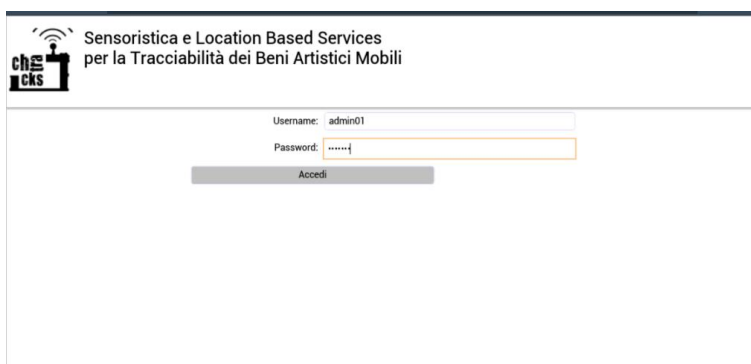 Sensoristica e Location Based Services
per la Tracciabilità dei Beni Artistici Mobili
Username: admin01
Password: •••••••
Accedi